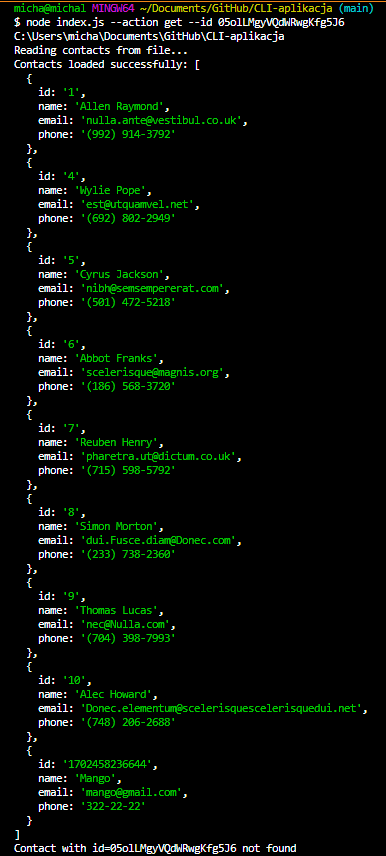 micha@michal MINGW64 ~/Documents/GitHub/CLI-aplikacja (main)
$ node index.js --action get --id 05olLMgyVQdWRwgKfg5J6
C:\Users\micha\Documents\GitHub\CLI-aplikacja
Reading contacts from file...
Contacts loaded successfully: [
  {
    id: '1',
    name: 'Allen Raymond',
    email: 'nulla.ante@vestibul.co.uk',
    phone: '(992) 914-3792'
  },
  {
    id: '4',
    name: 'Wylie Pope',
    email: 'est@utquamvel.net',
    phone: '(692) 802-2949'
  },
  {
    id: '5',
    name: 'Cyrus Jackson',
    email: 'nibh@semsempererat.com',
    phone: '(501) 472-5218'
  },
  {
    id: '6',
    name: 'Abbot Franks',
    email: 'scelerisque@magnis.org',
    phone: '(186) 568-3720'
  },
  {
    id: '7',
    name: 'Reuben Henry',
    email: 'pharetra.ut@dictum.co.uk',
    phone: '(715) 598-5792'
  },
  {
    id: '8',
    name: 'Simon Morton',
    email: 'dui.Fusce.diam@Donec.com',
    phone: '(233) 738-2360'
  },
  {
    id: '9',
    name: 'Thomas Lucas',
    email: 'nec@Nulla.com',
    phone: '(704) 398-7993'
  },
  {
    id: '10',
    name: 'Alec Howard',
    email: 'Donec.elementum@scelerisquescelerisquedui.net',
    phone: '(748) 206-2688'
  },
  {
    id: '1702458236644',
    name: 'Mango',
    email: 'mango@gmail.com',
    phone: '322-22-22'
  }
]
Contact with id=05olLMgyVQdWRwgKfg5J6 not found